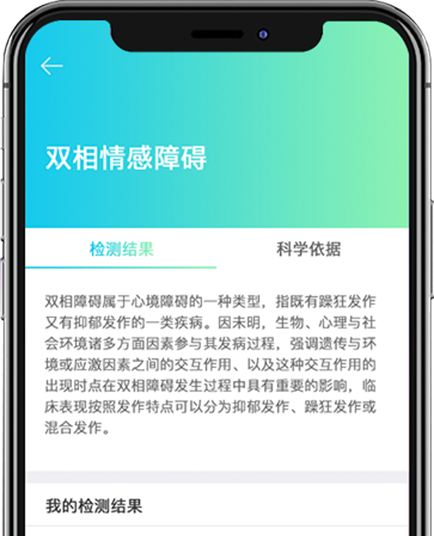 双相情感障碍
检测结果 科学依据
双相障碍属于心境障碍的一种类型，指既有躁狂发作
又有抑郁发作的一类疾病。因未明，生物、心理与社
会环境诸多方面因素参与其发病过程，强调遗传与环
境或应激因素之间的交互作用、以及这种交互作用的
出现时点在双相障碍发生过程中具有重要的影响，临
床表现按照发作特点可以分为抑郁发作、躁狂发作或
混合发作。
我的检测结果